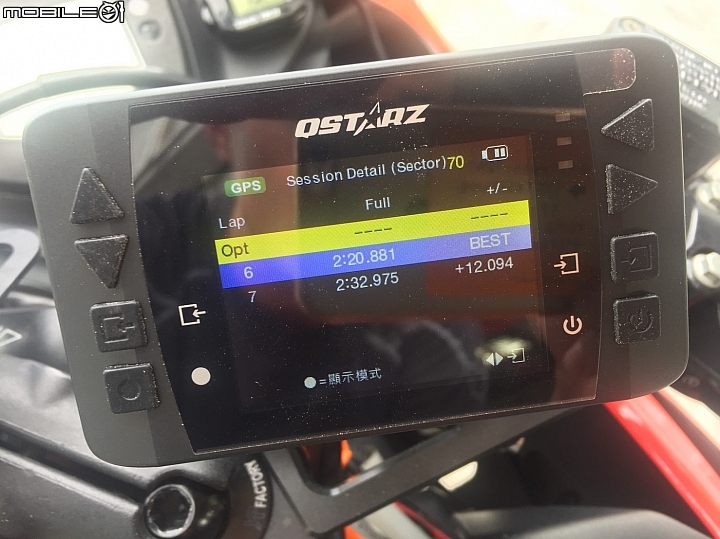 MOBILE01
QSTARZ
GPS Session Detail (Sector)70
Lap Full +/-
Opt ---- ----
6 2:20.881 BEST
7 2:32.975 +12.094
●=顯示模式
FACTORY